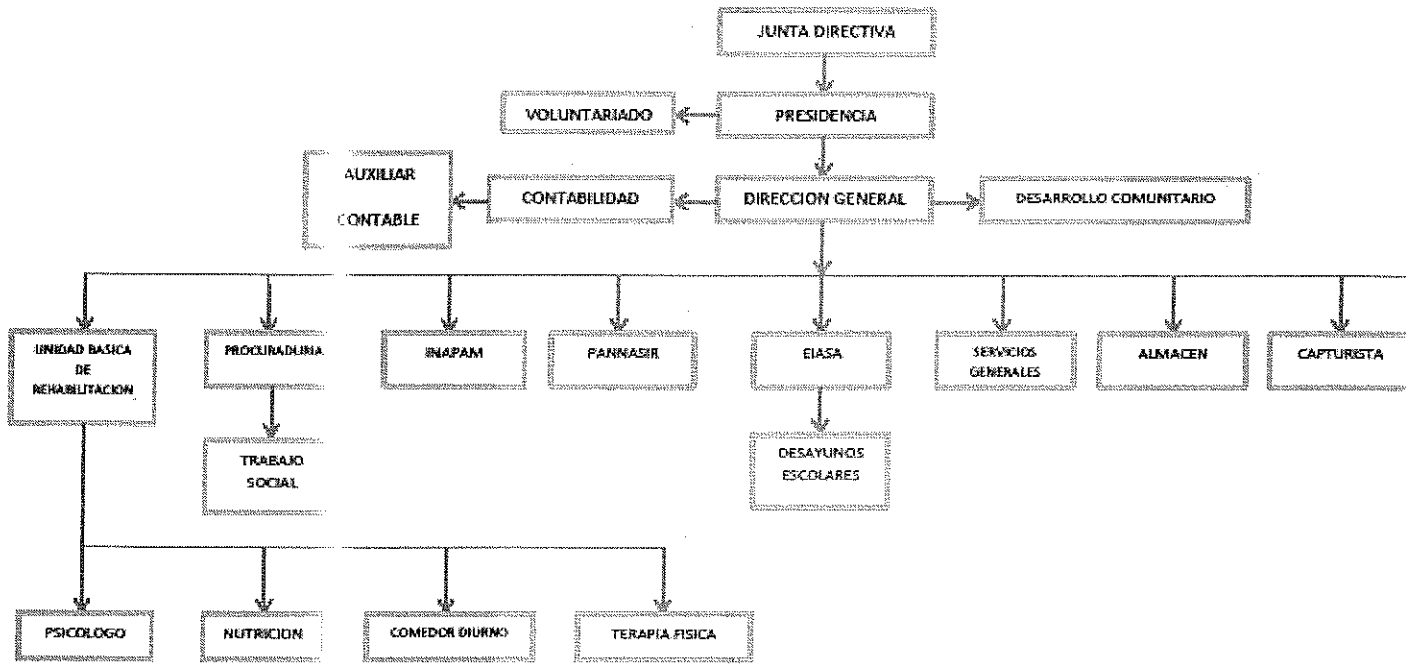 JUNTA DIRECTIVA
VOLUNTARIADO
PRESIDENCIA
AUXILIAR
CONTABLE
CONTABILIDAD
DIRECCION GENERAL
DESARROLLO COMUNITARIO
UNIDAD BASICA
DE
REHABILITACION
PROCURADURIA
INAPAM
PANNASIR
EIASA
SERVICIOS
GENERALES
ALMACEN
CAPTURISTA
TRABAJO
SOCIAL
DESAYUNOS
ESCOLARES
PSICOLOGO
NUTRICION
COMEDOR DIURNO
TERAPIA FISICA